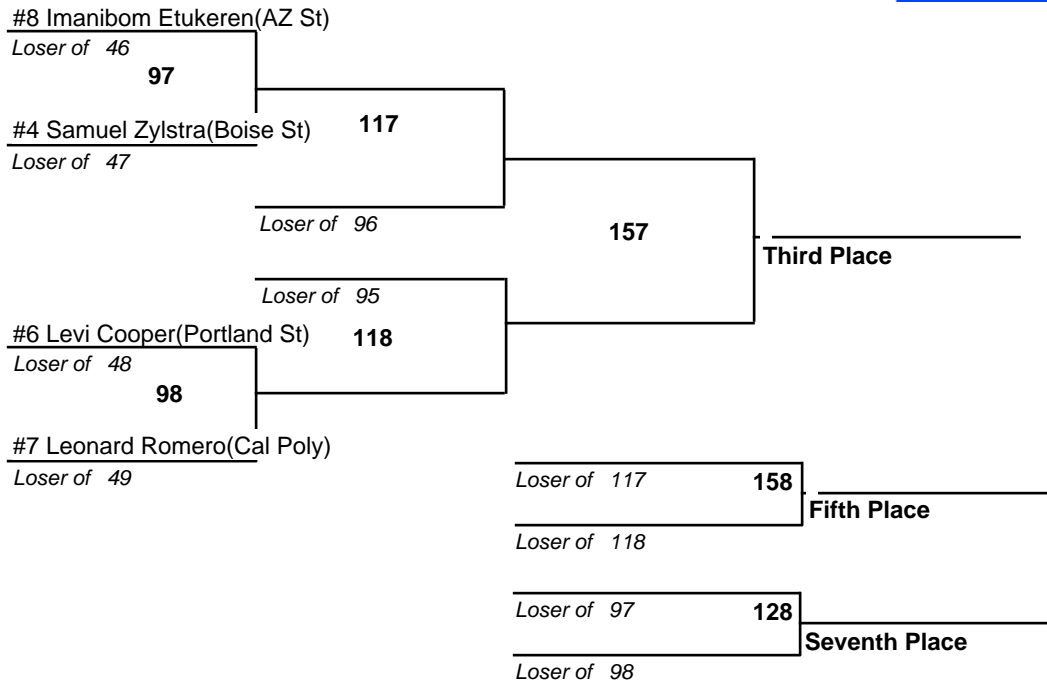 #8 Imanibom Etukeren(AZ St)
Loser of 46
97
#4 Samuel Zylstra(Boise St)
117
Loser of 47
Loser of 96
157
Third Place
Loser of 95
#6 Levi Cooper(Portland St)
118
Loser of 48
98
#7 Leonard Romero(Cal Poly)
Loser of 49
Loser of 117
158
Fifth Place
Loser of 118
Loser of 97
128
Seventh Place
Loser of 98